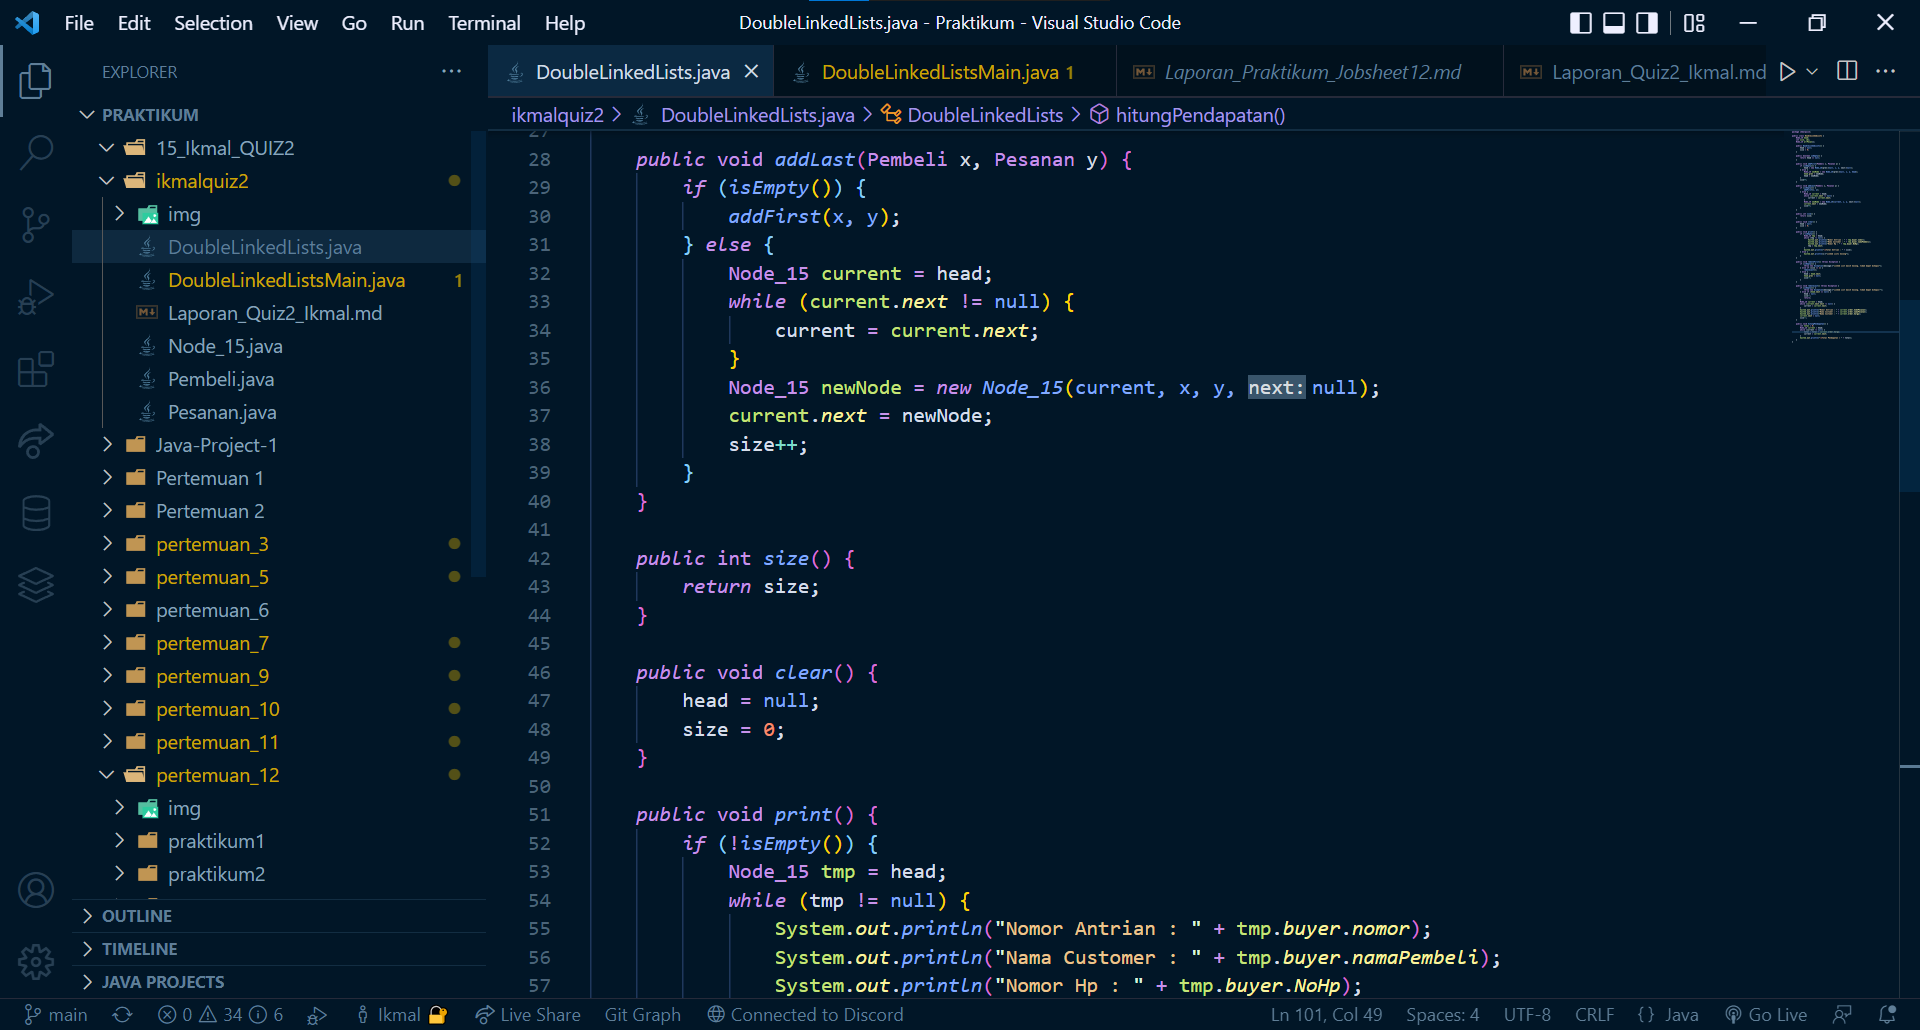 File Edit Selection View Go Run Terminal Help
DoubleLinkedLists.java - Praktikum - Visual Studio Code
EXPLORER
PRAKTIKUM
15_Ikmal_QUIZ2
ikmalquiz2
img
DoubleLinkedLists.java
DoubleLinkedListsMain.java 1
Laporan_Quiz2_Ikmal.md
Node_15.java
Pembeli.java
Pesanan.java
Java-Project-1
Pertemuan 1
Pertemuan 2
pertemuan_3
pertemuan_5
pertemuan_6
pertemuan_7
pertemuan_9
pertemuan_10
pertemuan_11
pertemuan_12
img
praktikum1
praktikum2
OUTLINE
TIMELINE
JAVA PROJECTS
DoubleLinkedLists.java DoubleLinkedListsMain.java 1 Laporan_Praktikum_Jobsheet12.md Laporan_Quiz2_Ikmal.md
ikmalquiz2 > DoubleLinkedLists.java > DoubleLinkedLists > hitungPendapatan()
27
28 public void addLast(Pembeli x, Pesanan y) {
29 if (isEmpty()) {
30 addFirst(x, y);
31 } else {
32 Node_15 current = head;
33 while (current.next != null) {
34 current = current.next;
35 }
36 Node_15 newNode = new Node_15(current, x, y, next: null);
37 current.next = newNode;
38 size++;
39 }
40 }
41
42 public int size() {
43 return size;
44 }
45
46 public void clear() {
47 head = null;
48 size = 0;
49 }
50
51 public void print() {
52 if (!isEmpty()) {
53 Node_15 tmp = head;
54 while (tmp != null) {
55 System.out.println("Nomor Antrian : " + tmp.buyer.nomor);
56 System.out.println("Nama Customer : " + tmp.buyer.namaPembeli);
57 System.out.println("Nomor Hp : " + tmp.buyer.NoHp);
main 0 34 6 Ikmal Live Share Git Graph Connected to Discord Ln 101, Col 49 Spaces: 4 UTF-8 CRLF {} Java Go Live